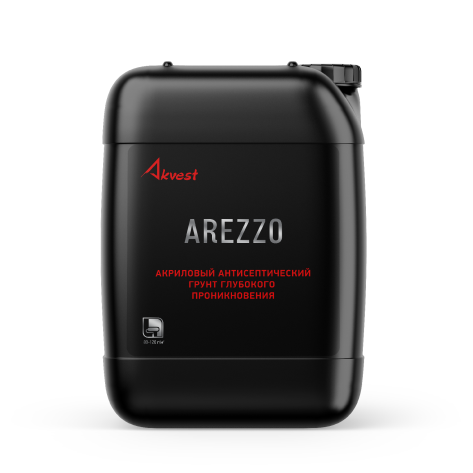 Akvest
AREZZO
АКРИЛОВЫЙ АНТИСЕПТИЧЕСКИЙ
ГРУНТ ГЛУБОКОГО
ПРОНИКНОВЕНИЯ